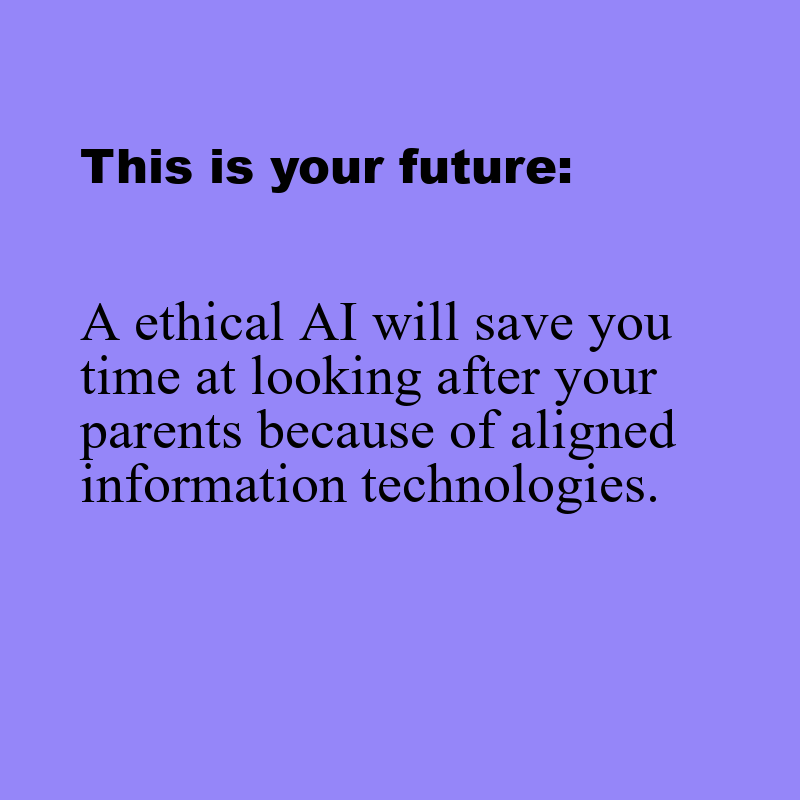 This is your future:
A ethical AI will save you
time at looking after your
parents because of aligned
information technologies.